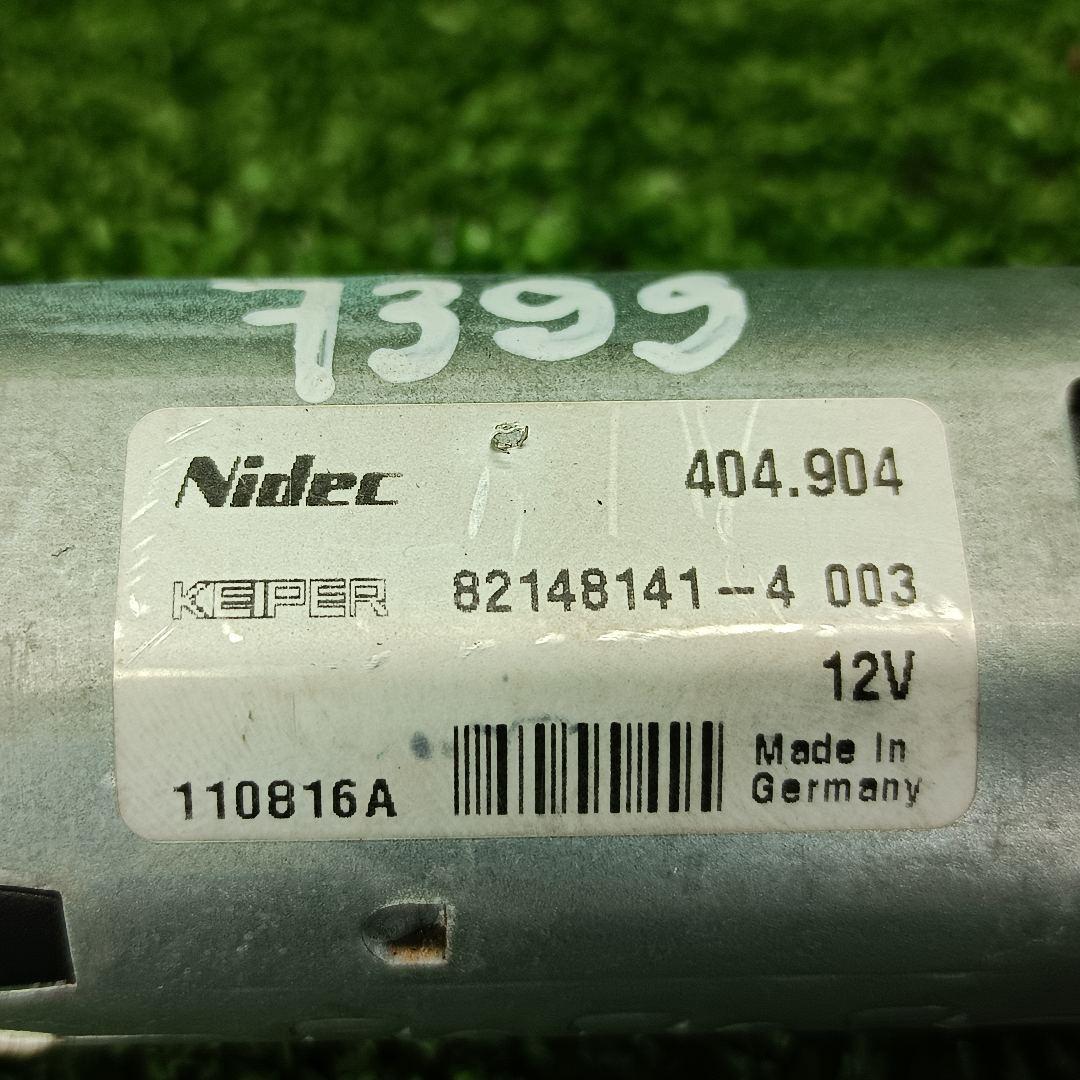 7399
Nidec 404.904
KEIPER 82148141-4 003
12V
110816A Made In
Germany